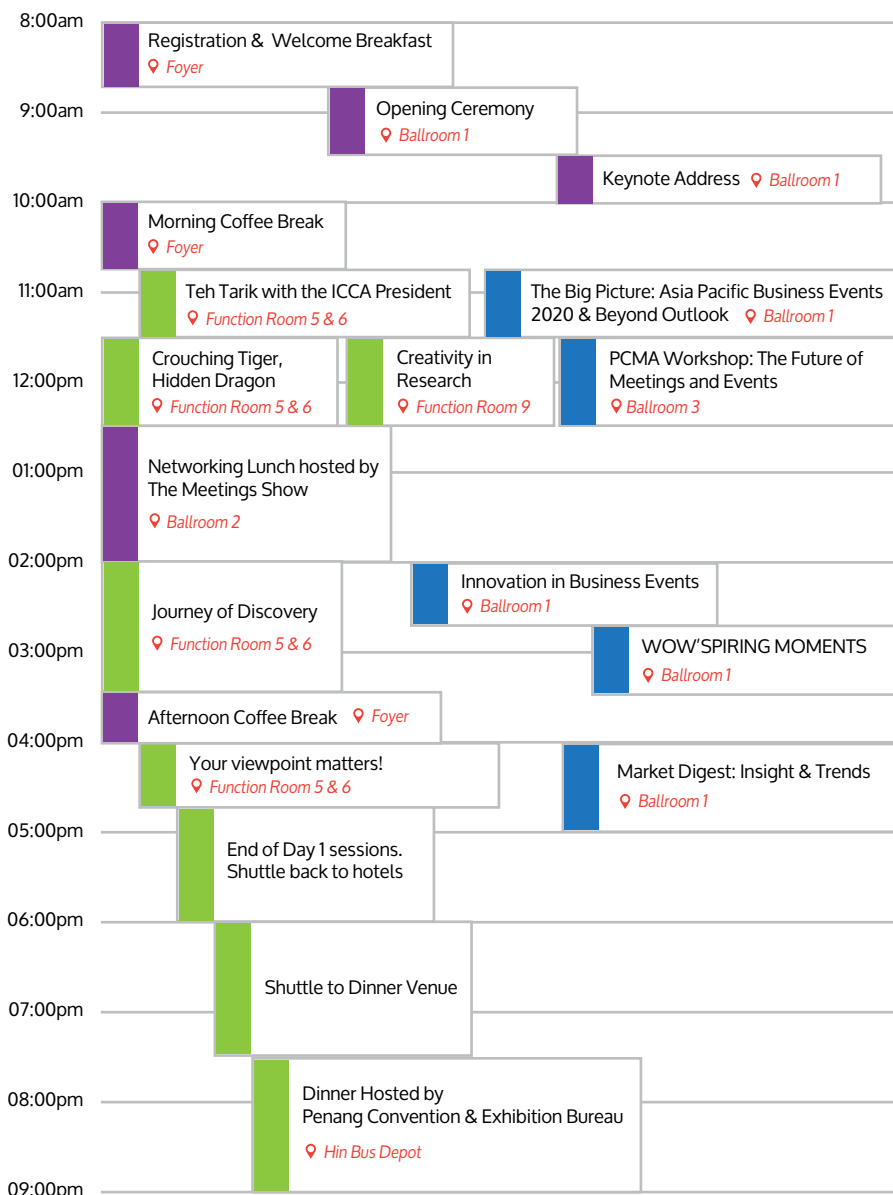 8:00am
Registration & Welcome Breakfast
Foyer
9:00am
Opening Ceremony
Ballroom 1
Keynote Address Ballroom 1
10:00am
Morning Coffee Break
Foyer
11:00am
Teh Tarik with the ICCA President
Function Room 5 & 6
The Big Picture: Asia Pacific Business Events
2020 & Beyond Outlook Ballroom 1
12:00pm
Crouching Tiger,
Hidden Dragon
Function Room 5 & 6
Creativity in
Research
Function Room 9
PCMA Workshop: The Future of
Meetings and Events
Ballroom 3
01:00pm
Networking Lunch hosted by
The Meetings Show
Ballroom 2
02:00pm
Innovation in Business Events
Ballroom 1
Journey of Discovery
Function Room 5 & 6
03:00pm
WOW'SPIRING MOMENTS
Ballroom 1
Afternoon Coffee Break Foyer
04:00pm
Your viewpoint matters!
Function Room 5 & 6
Market Digest: Insight & Trends
Ballroom 1
05:00pm
End of Day 1 sessions.
Shuttle back to hotels
06:00pm
Shuttle to Dinner Venue
07:00pm
08:00pm
Dinner Hosted by
Penang Convention & Exhibition Bureau
Hin Bus Depot
09:00pm